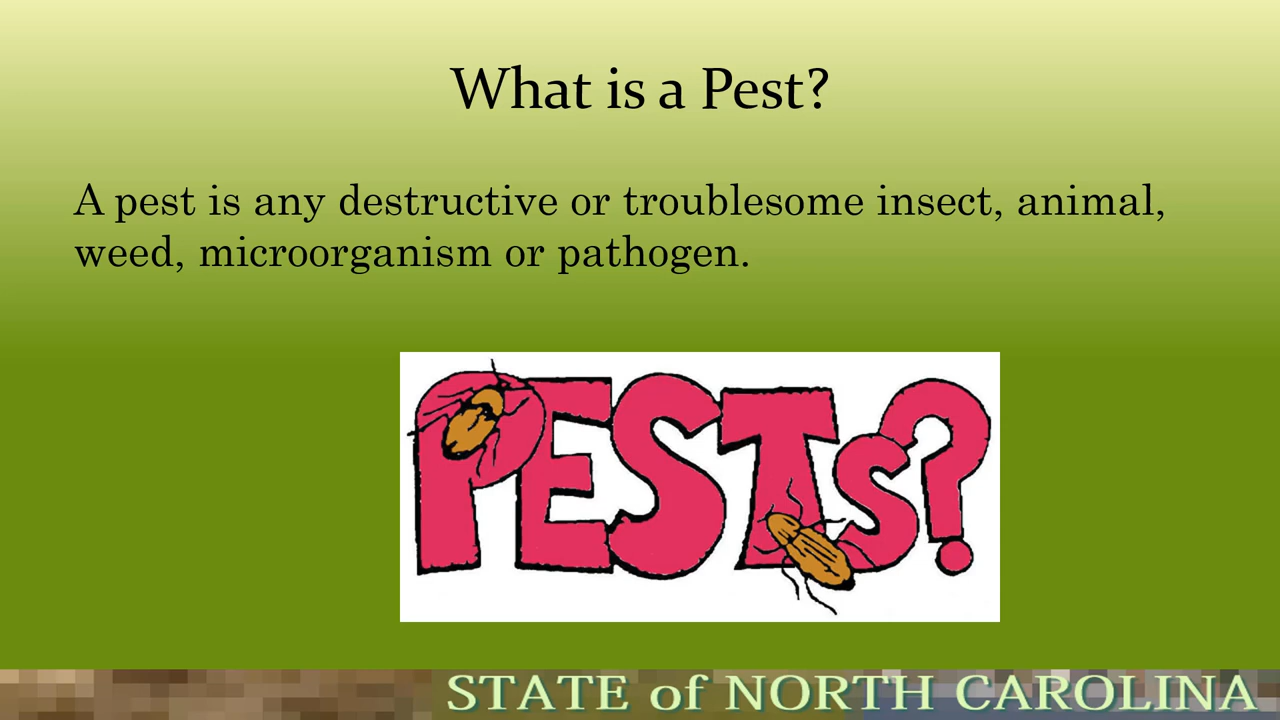 What is a Pest?
A pest is any destructive or troublesome insect, animal,
weed, microorganism or pathogen.
PESTs?
STATE of NORTH CAROLINA